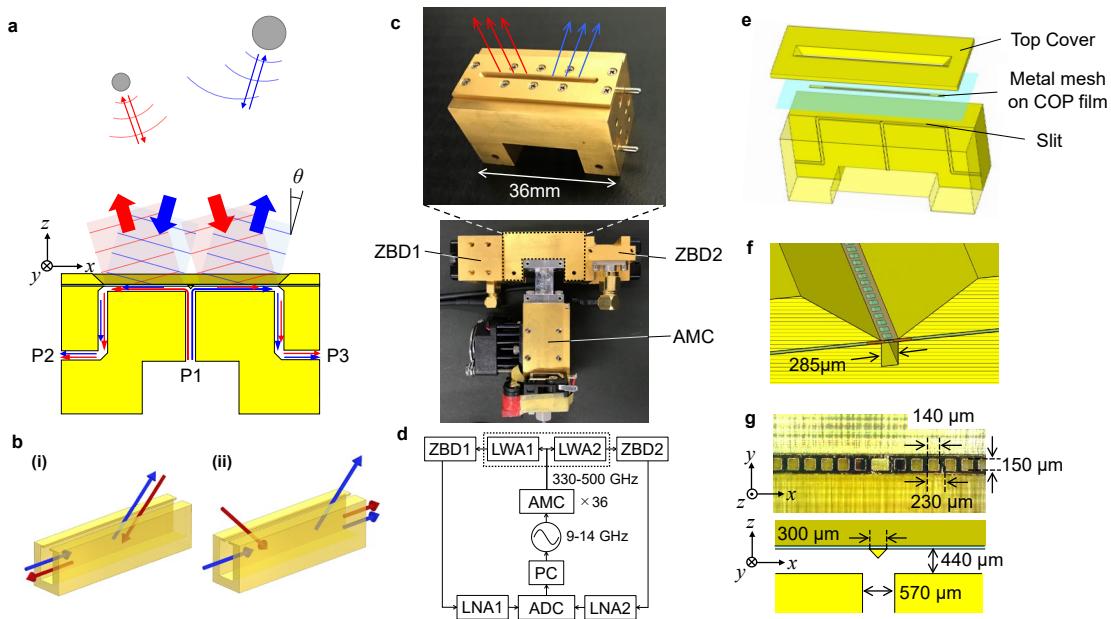 a
θ
z
y
x
P2
P1
P3
b
(i)
(ii)
c
36mm
ZBD1
ZBD2
AMC
d
ZBD1
LWA1
LWA2
ZBD2
330-500 GHz
AMC
×36
9-14 GHz
PC
LNA1
ADC
LNA2
e
Top Cover
Metal mesh
on COP film
Slit
f
285μm
g
140 μm
y
z
x
150 μm
230 μm
z
y
x
300 μm
440 μm
570 μm